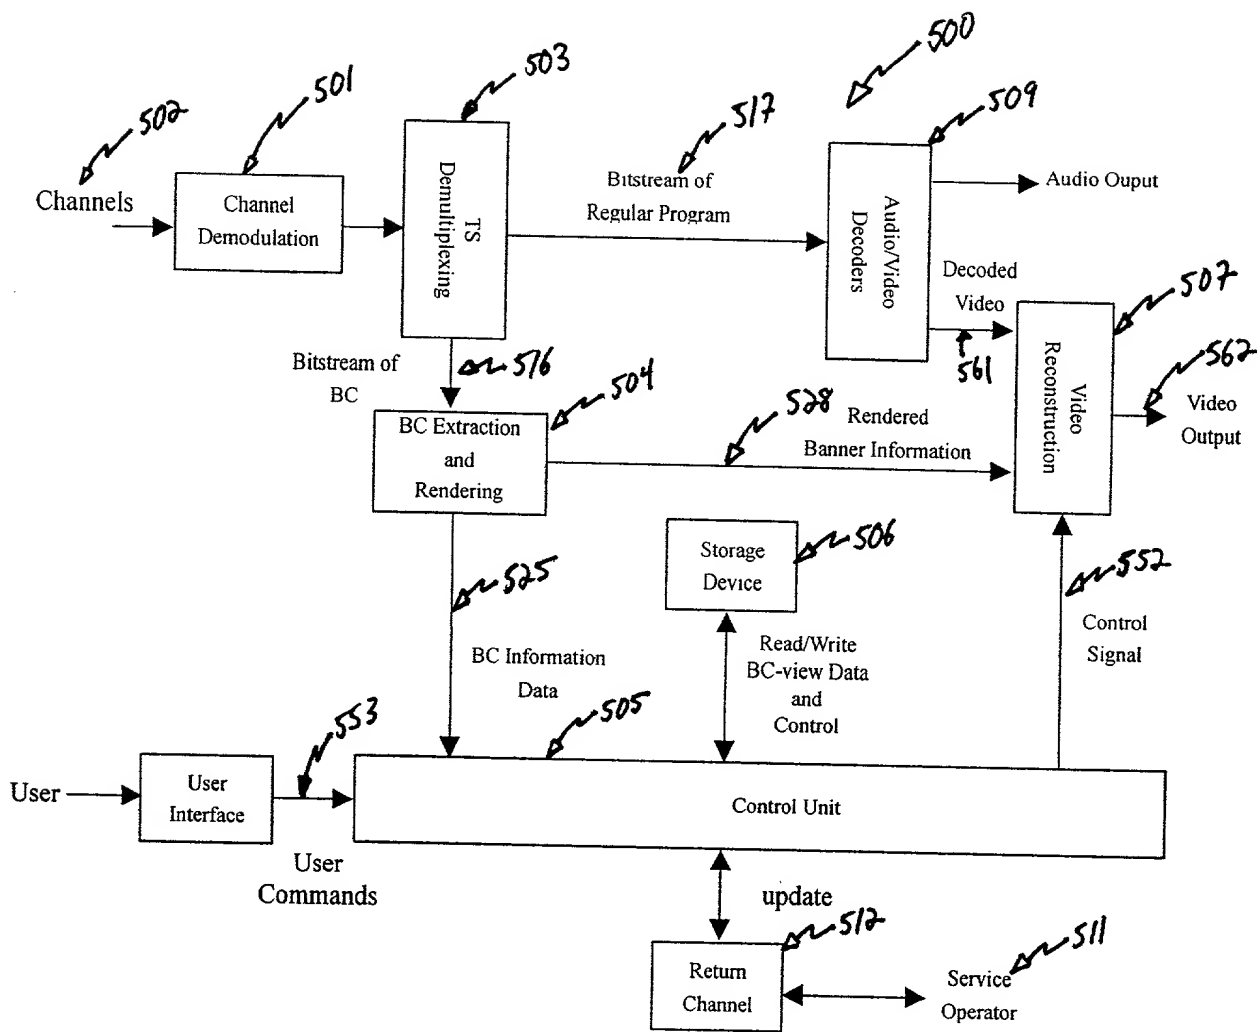 500
503
501
517
509
502
Channels
Channel
Demodulation
TS
Demultiplexing
Bitstream of
Regular Program
Audio/Video
Decoders
Audio Ouput
Decoded
Video
507
561
562
Video
Reconstruction
Video
Output
Bitstream of
BC
516
504
BC Extraction
and
Rendering
528
Rendered
Banner Information
506
Storage
Device
525
552
Control
Signal
BC Information
Data
Read/Write
BC-view Data
and
Control
505
553
User
User
Interface
Control Unit
User
Commands
update
512
511
Return
Channel
Service
Operator